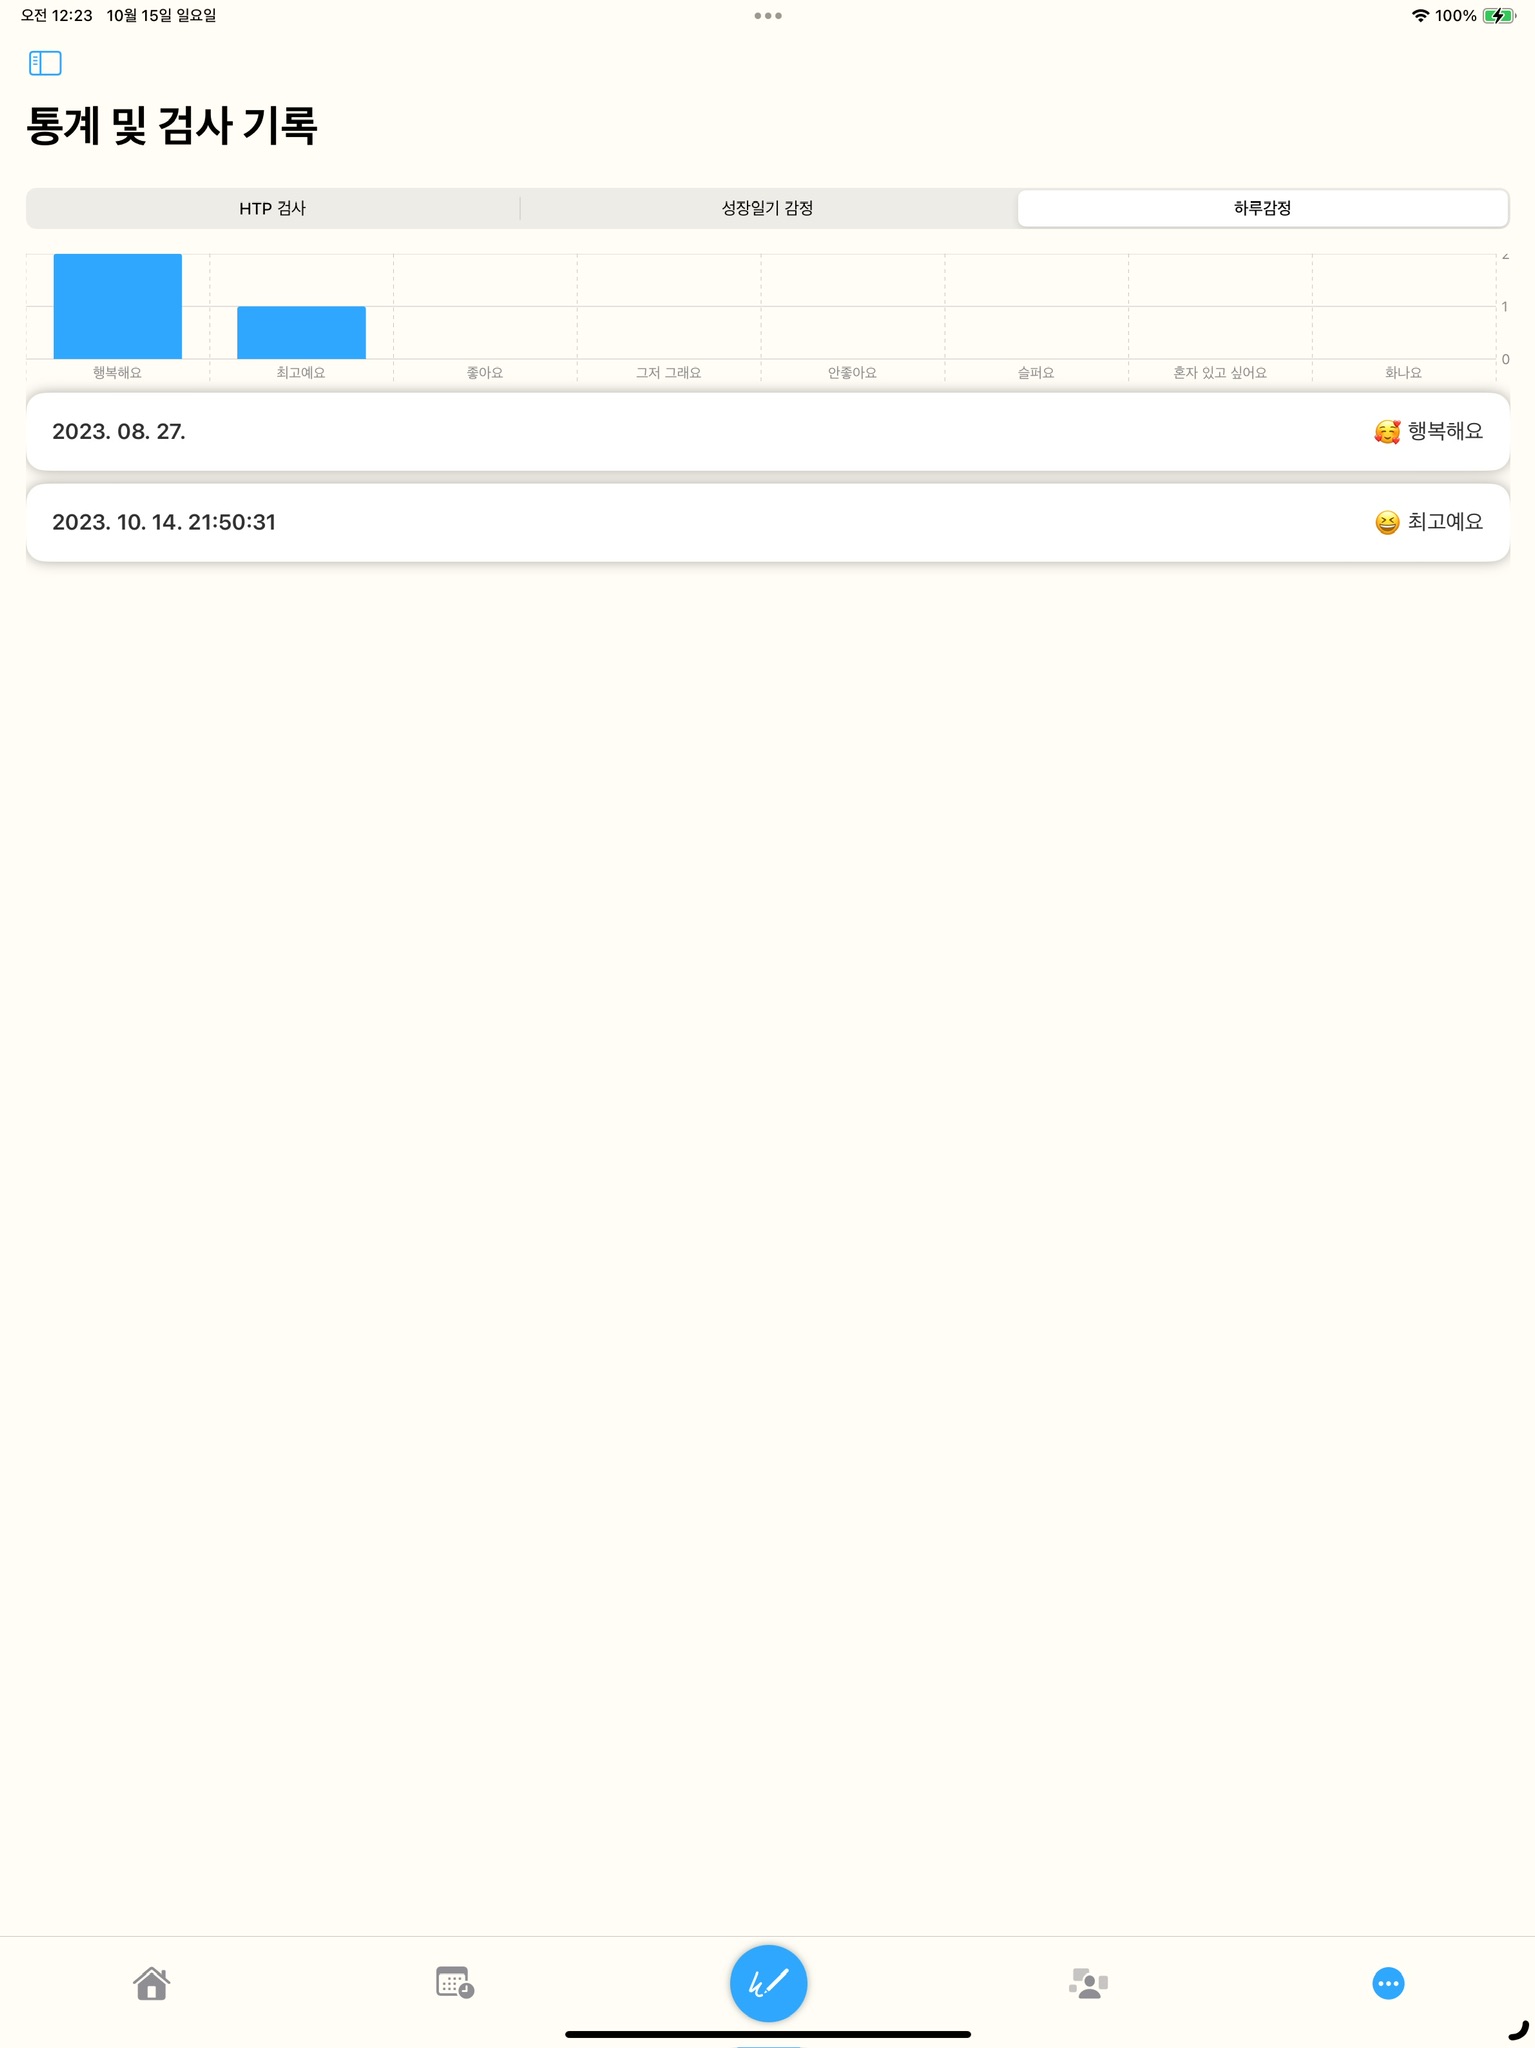 오전 12:23 10월 15일 일요일 100%
통계 및 검사 기록
HTP 검사 성장일기 감정 하루감정
2
1
0
행복해요 최고예요 좋아요 그저 그래요 안좋아요 슬퍼요 혼자 있고 싶어요 화나요
2023. 08. 27. 🥰 행복해요
2023. 10. 14. 21:50:31 😆 최고예요